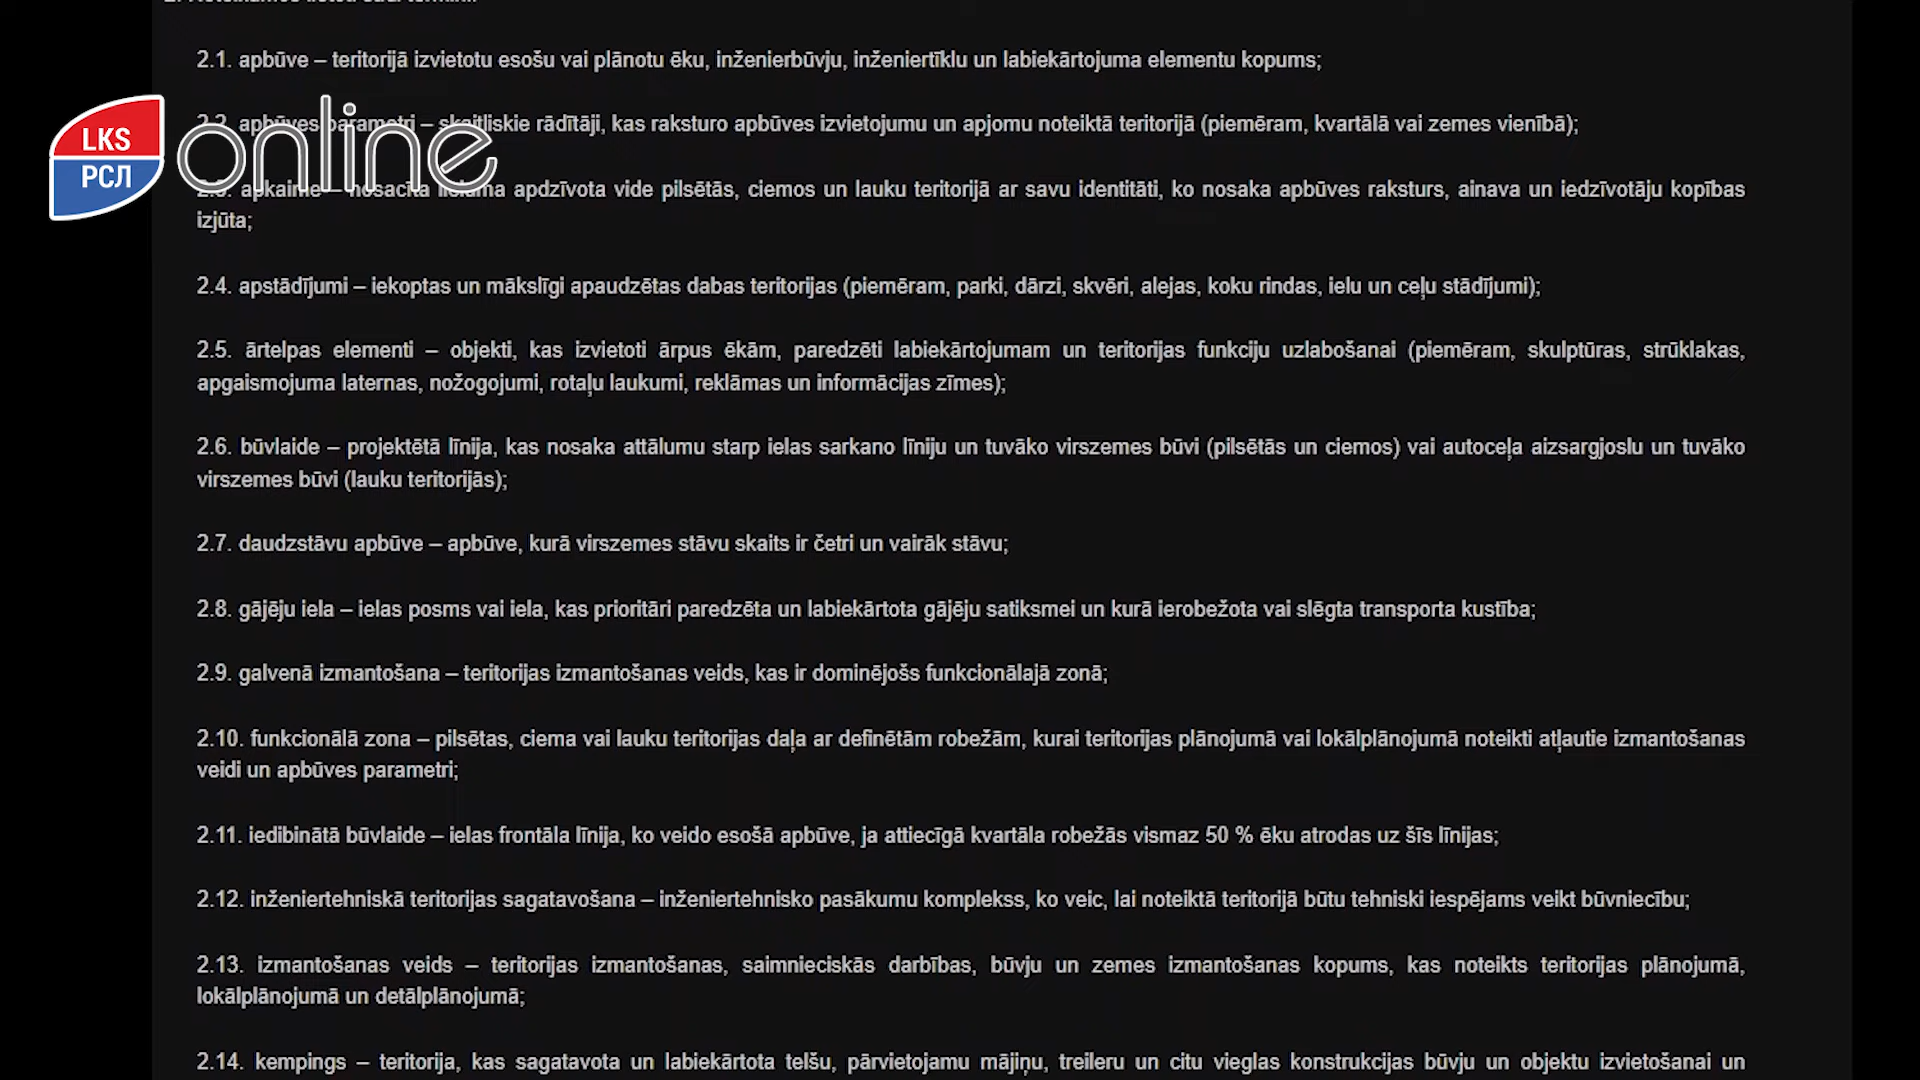 2.1. apbūve – teritorijā izvietotu esošu vai plānotu ēku, inženierbūvju, inženiertīklu un labiekārtojuma elementu kopums;
LKS
РСЛ
online
2.2. apbūves parametri – skaitliskie rādītāji, kas raksturo apbūves izvietojumu un apjomu noteiktā teritorijā (piemēram, kvartālā vai zemes vienībā);
2.3. apkaime – nosacīta lieluma apdzīvota vide pilsētās, ciemos un lauku teritorijā ar savu identitāti, ko nosaka apbūves raksturs, ainava un iedzīvotāju kopības
izjūta;
2.4. apstādījumi – iekoptas un mākslīgi apaudzētas dabas teritorijas (piemēram, parki, dārzi, skvēri, alejas, koku rindas, ielu un ceļu stādījumi);
2.5. ārtelpas elementi – objekti, kas izvietoti ārpus ēkām, paredzēti labiekārtojumam un teritorijas funkciju uzlabošanai (piemēram, skulptūras, strūklakas,
apgaismojuma laternas, nožogojumi, rotaļu laukumi, reklāmas un informācijas zīmes);
2.6. būvlaide – projektētā līnija, kas nosaka attālumu starp ielas sarkano līniju un tuvāko virszemes būvi (pilsētās un ciemos) vai autoceļa aizsargjoslu un tuvāko
virszemes būvi (lauku teritorijās);
2.7. daudzstāvu apbūve – apbūve, kurā virszemes stāvu skaits ir četri un vairāk stāvu;
2.8. gājēju iela – ielas posms vai iela, kas prioritāri paredzēta un labiekārtota gājēju satiksmei un kurā ierobežota vai slēgta transporta kustība;
2.9. galvenā izmantošana – teritorijas izmantošanas veids, kas ir dominējošs funkcionālajā zonā;
2.10. funkcionālā zona – pilsētas, ciema vai lauku teritorijas daļa ar definētām robežām, kurai teritorijas plānojumā vai lokālplānojumā noteikti atļautie izmantošanas
veidi un apbūves parametri;
2.11. iedibinātā būvlaide – ielas frontāla līnija, ko veido esošā apbūve, ja attiecīgā kvartāla robežās vismaz 50 % ēku atrodas uz šīs līnijas;
2.12. inženiertehniskā teritorijas sagatavošana – inženiertehnisko pasākumu komplekss, ko veic, lai noteiktā teritorijā būtu tehniski iespējams veikt būvniecību;
2.13. izmantošanas veids – teritorijas izmantošanas, saimnieciskās darbības, būvju un zemes izmantošanas kopums, kas noteikts teritorijas plānojumā,
lokālplānojumā un detālplānojumā;
2.14. kempings – teritorija, kas sagatavota un labiekārtota telšu, pārvietojamu mājiņu, treileru un citu vieglas konstrukcijas būvju un objektu izvietošanai un